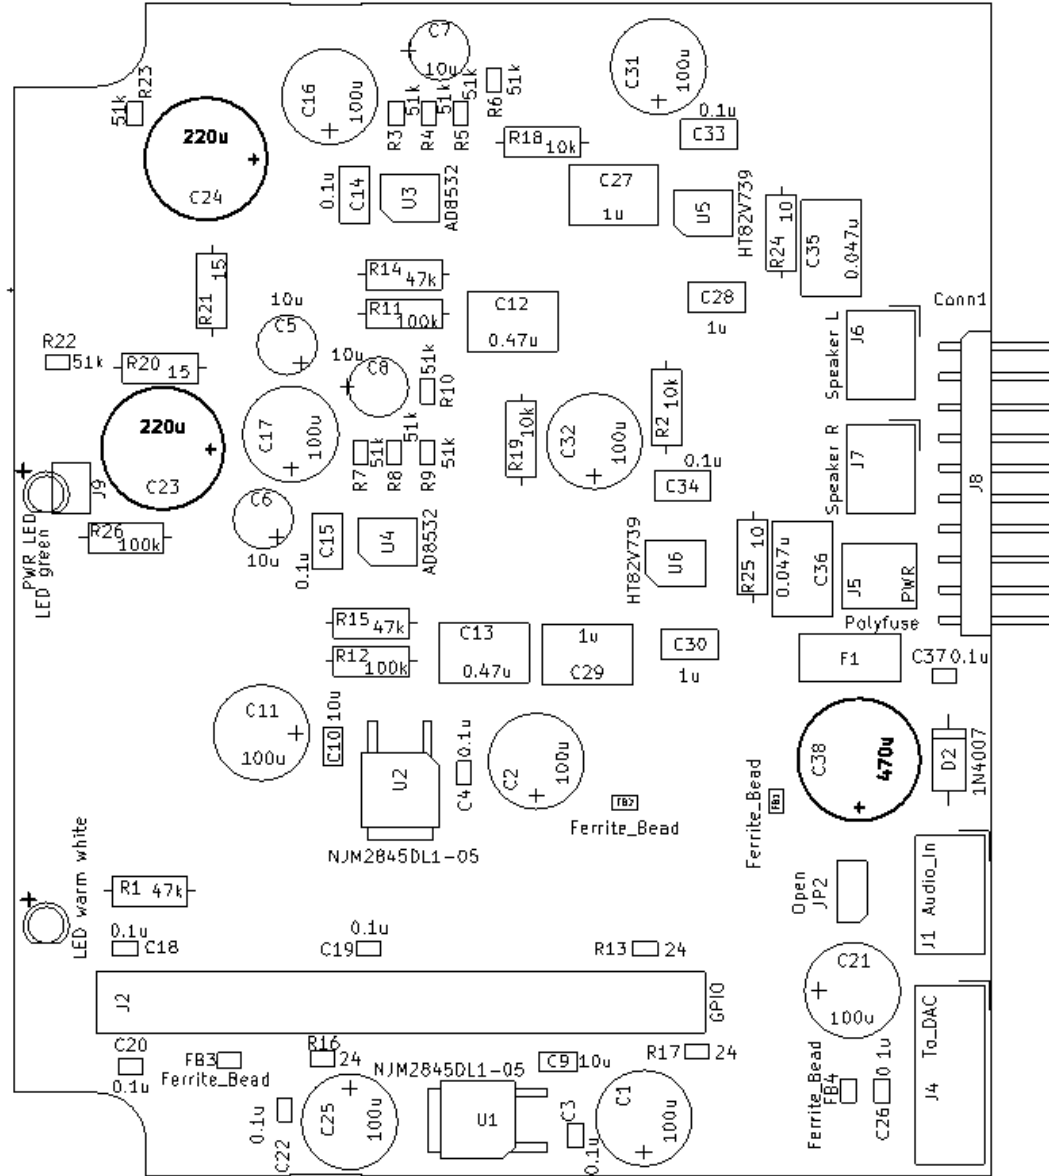 C7
10u
C16
100u
C31
100u
R23
51k
51k
R6
51k
R3
51k
R4
51k
R5
0.1u
C33
R18
10k
220u
C24
0.1u
C14
U3
AD8532
C27
1u
U5
HT82V739
R24
10
C35
0.047u
R21
15
R14
47k
R11
100k
C12
0.47u
C28
1u
Conn1
10u
C5
R22
51k
R20
15
10u
C8
51k
R10
J6
Speaker L
220u
C23
C17
100u
R7
51k
R8
51k
R9
51k
R19
10k
C32
100u
R2
10k
0.1u
C34
J7
Speaker R
J8
J9
PWR LED
LED green
R26
100k
C6
10u
0.1u
C15
U4
AD8532
HT82V739
U6
R25
10
0.047u
C36
J5
PWR
Polyfuse
F1
C37
0.1u
R15
47k
R12
100k
C13
0.47u
1u
C29
C30
1u
C11
100u
C10
10u
U2
NJM2845DL1-05
C4
0.1u
C2
100u
FB2
Ferrite_Bead
C38
470u
D2
1N4007
Ferrite_Bead
LED warm white
R1
47k
Open
JP2
J1
Audio_In
0.1u
C18
0.1u
C19
R13
24
C21
100u
J2
GPIO
C20
0.1u
FB3
Ferrite_Bead
R16
24
NJM2845DL1-05
C9
10u
R17
24
0.1u
C22
C25
100u
U1
C3
0.1u
C1
100u
Ferrite_Bead
FB4
C26
0.1u
J4
To_DAC